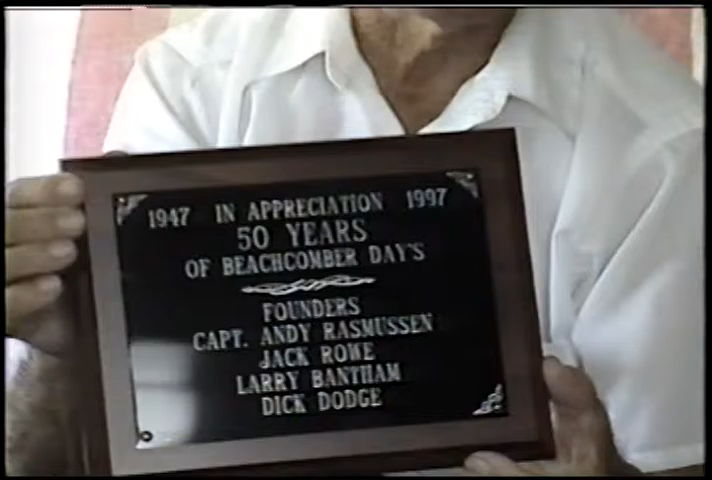 1947 IN APPRECIATION 1997
50 YEARS
OF BEACHCOMBER DAY'S
FOUNDERS
CAPT. ANDY RASMUSSEN
JACK ROWE
LARRY BANTHAM
DICK DODGE